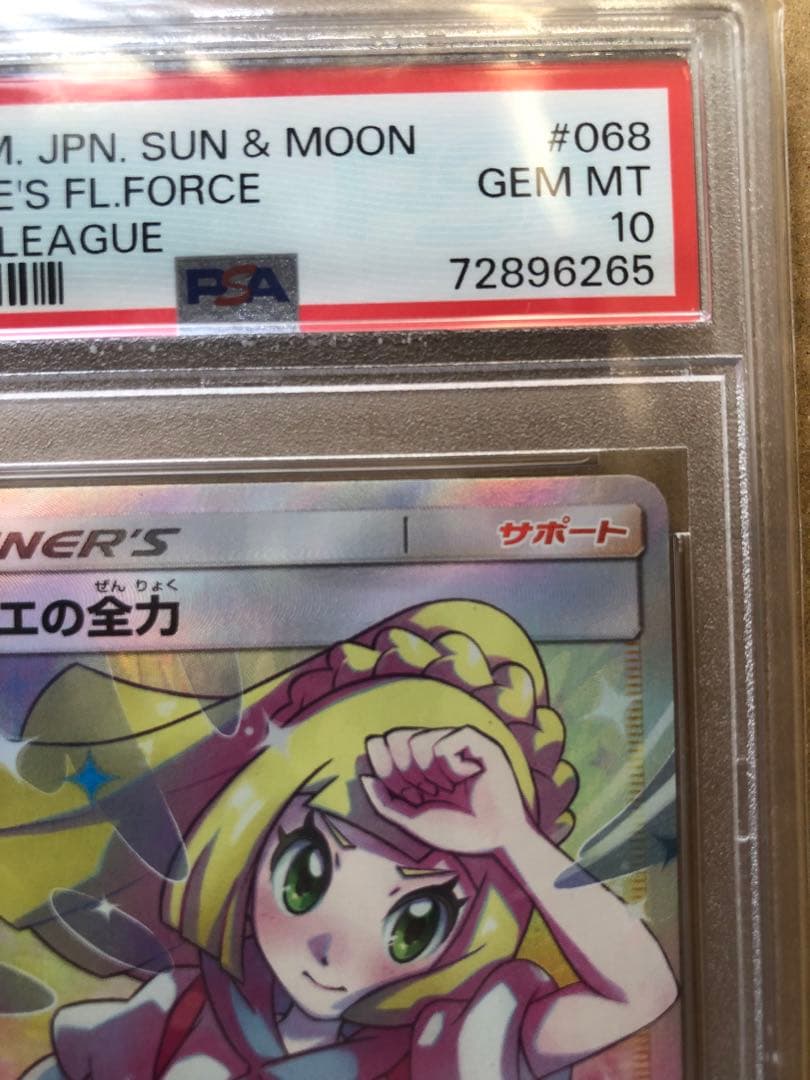 M. JPN. SUN & MOON #068
E'S FL.FORCE GEM MT
LEAGUE 10
PSA 72896265
NER'S サポート
ぜん りょく
エの全力